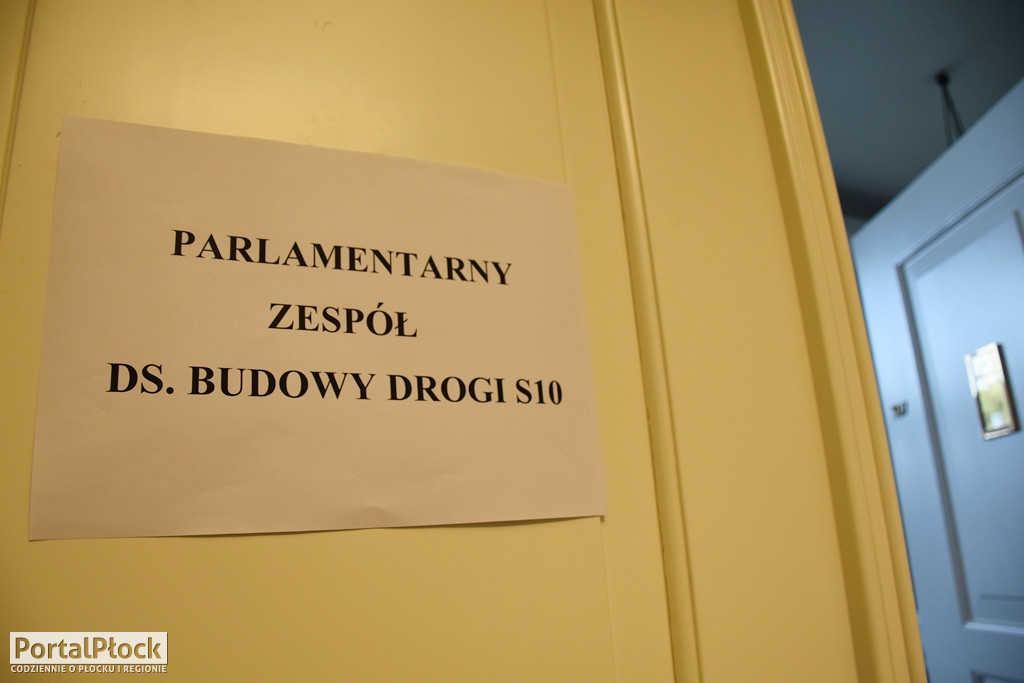 PARLAMENTARNY
ZESPÓŁ
DS. BUDOWY DROGI S10
PortalPłock
CODZIENNIE O PŁOCKU I REGIONIE